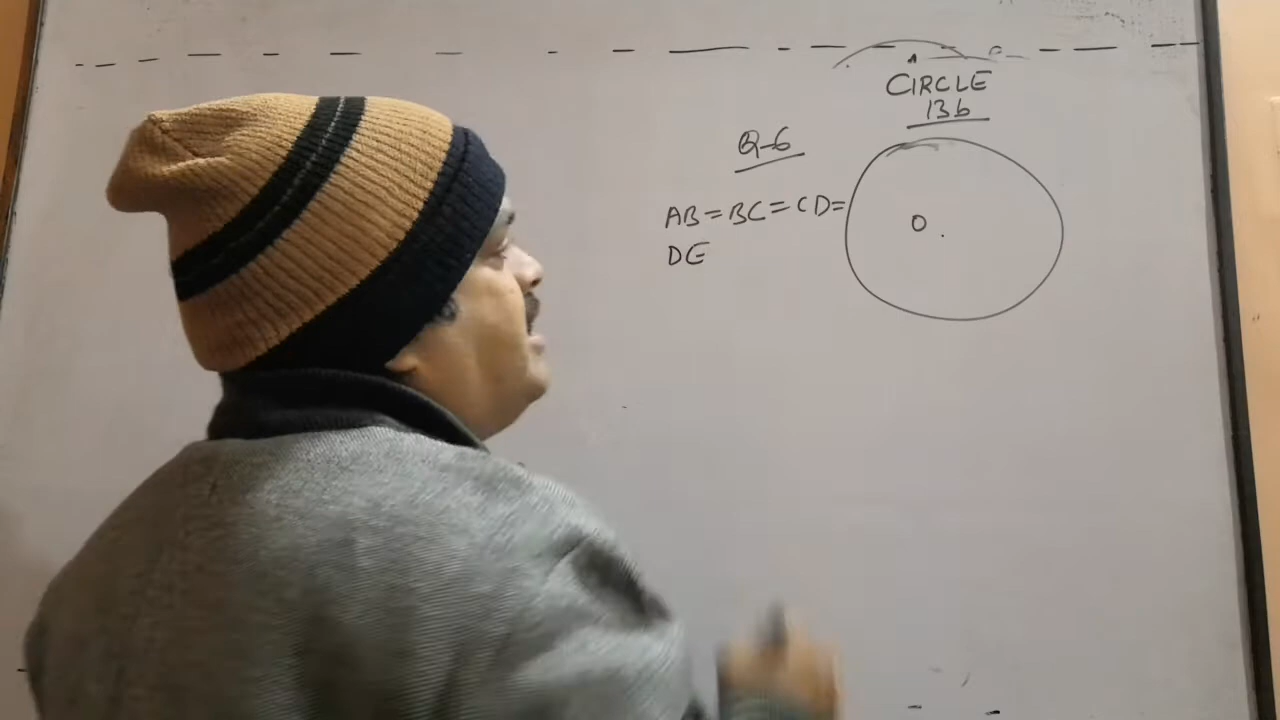 CIRCLE
13b
Q-6
AB=BC=CD=
DE
O